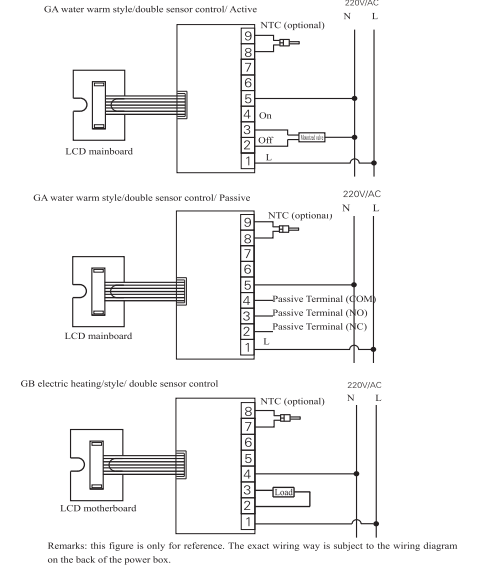 GA water warm style/double sensor control/ Active
220V/AC
N L
NTC (optional)
9
8
7
6
5
4 On
3
Off
2
1 L
LCD mainboard
GA water warm style/double sensor control/ Passive
220V/AC
N L
NTC (optional)
9
8
7
6
5
4 Passive Terminal (COM)
3 Passive Terminal (NO)
2 Passive Terminal (NC)
1 L
LCD mainboard
GB electric heating/style/ double sensor control
220V/AC
N L
NTC (optional)
8
7
6
5
4
3 Load
2
1
LCD motherboard
Remarks: this figure is only for reference. The exact wiring way is subject to the wiring diagram
on the back of the power box.